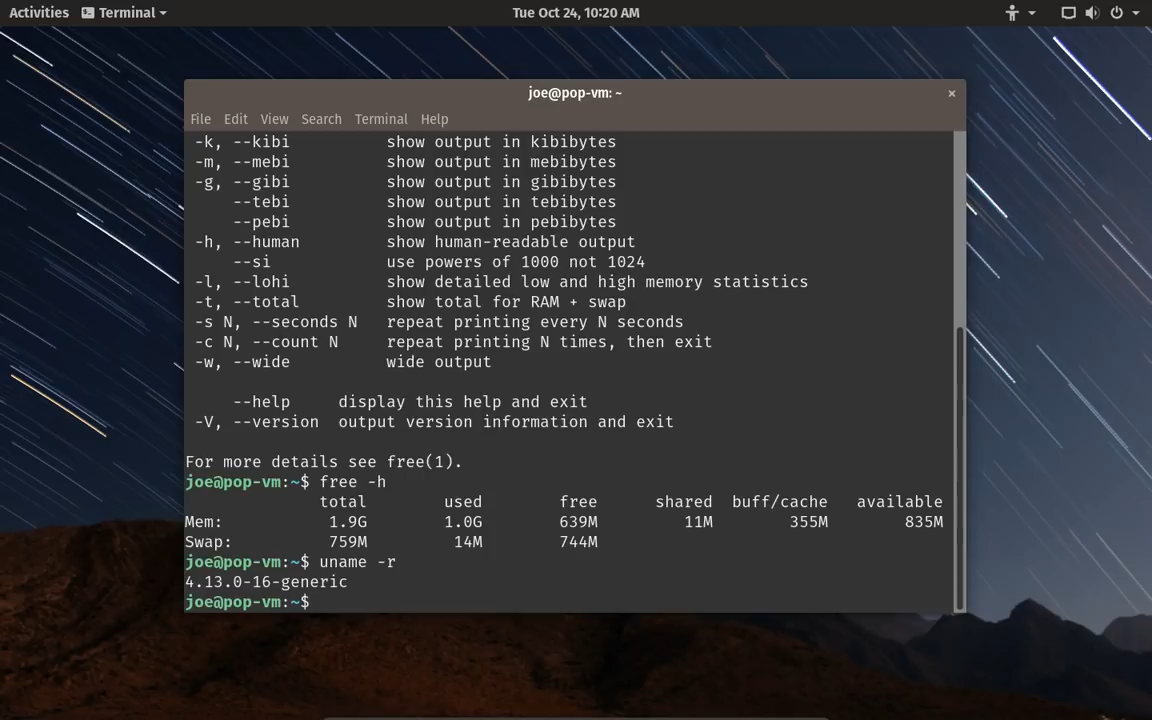 Activities Terminal Tue Oct 24, 10:20 AM
joe@pop-vm: ~ ×
File Edit View Search Terminal Help
-k, --kibi show output in kibibytes
-m, --mebi show output in mebibytes
-g, --gibi show output in gibibytes
--tebi show output in tebibytes
--pebi show output in pebibytes
-h, --human show human-readable output
--si use powers of 1000 not 1024
-l, --lohi show detailed low and high memory statistics
-t, --total show total for RAM + swap
-s N, --seconds N repeat printing every N seconds
-c N, --count N repeat printing N times, then exit
-w, --wide wide output
--help display this help and exit
-V, --version output version information and exit
For more details see free(1).
joe@pop-vm:~$ free -h
total used free shared buff/cache available
Mem: 1.9G 1.0G 639M 11M 355M 835M
Swap: 759M 14M 744M
joe@pop-vm:~$ uname -r
4.13.0-16-generic
joe@pop-vm:~$